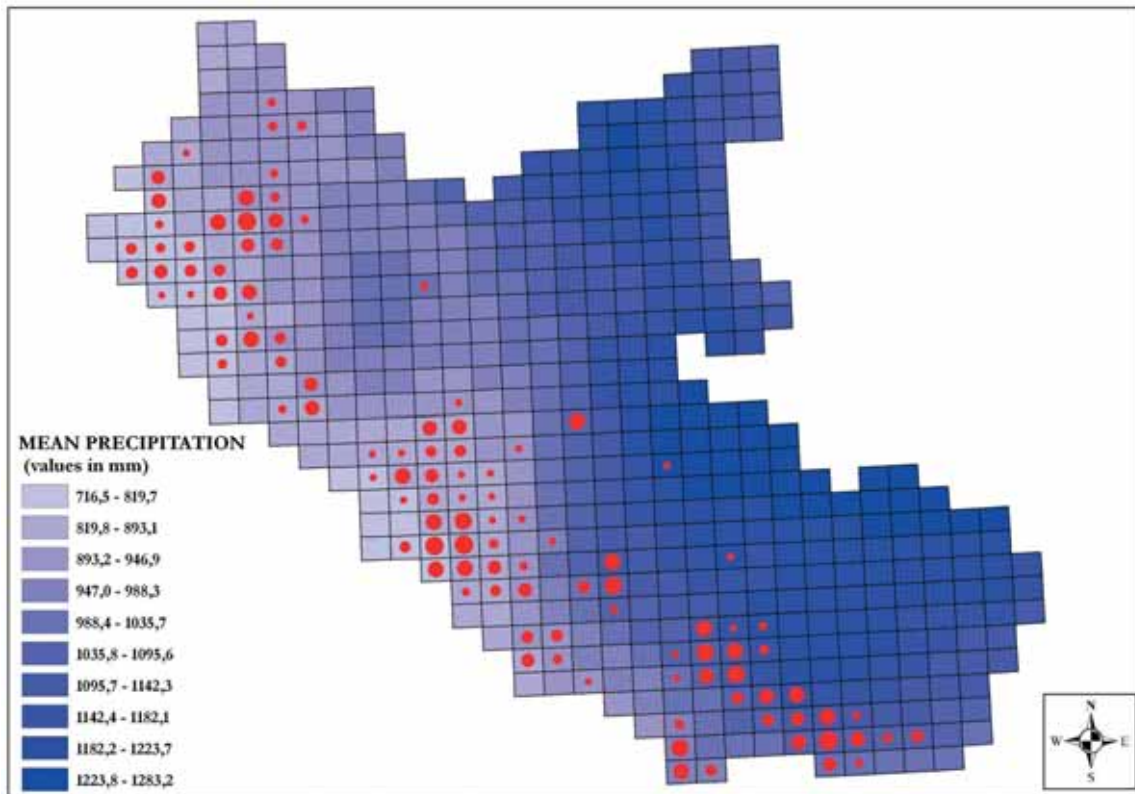 MEAN PRECIPITATION
(values in mm)
716,5 - 819,7
819,8 - 893,1
893,2 - 946,9
947,0 - 988,3
988,4 - 1035,7
1035,8 - 1095,6
1095,7 - 1142,3
1142,4 - 1182,1
1182,2 - 1223,7
1223,8 - 1283,2
N
W E
S